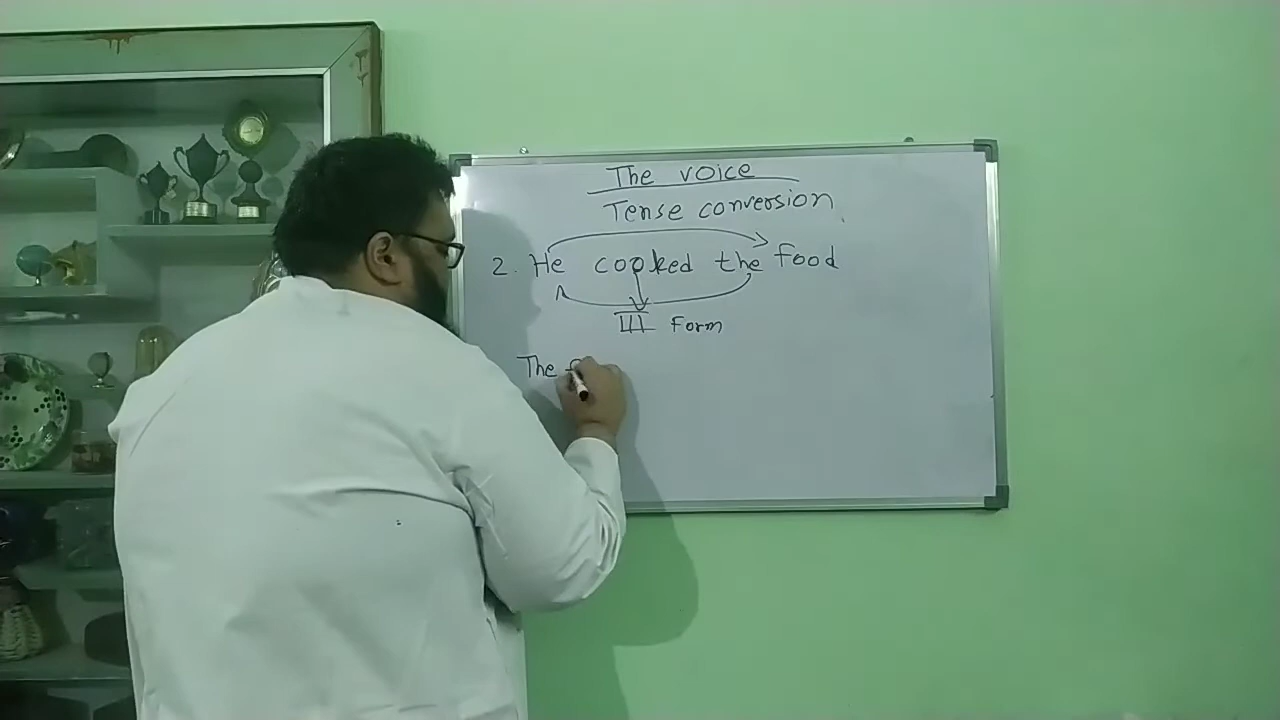 The voice
Tense conversion
2. He cooked the food
III Form
The f